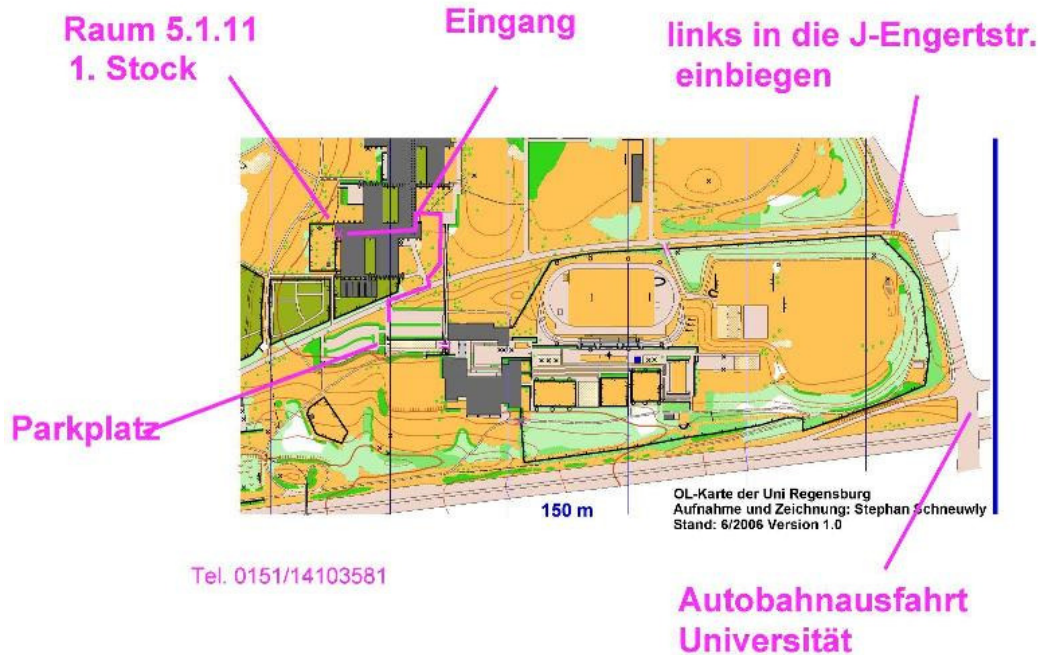 Raum 5.1.11
1. Stock
Eingang
links in die J-Engertstr.
einbiegen
Parkplatz
150 m
OL-Karte der Uni Regensburg
Aufnahme und Zeichnung: Stephan Schneuwly
Stand: 6/2006 Version 1.0
Tel. 0151/14103581
Autobahnausfahrt
Universität